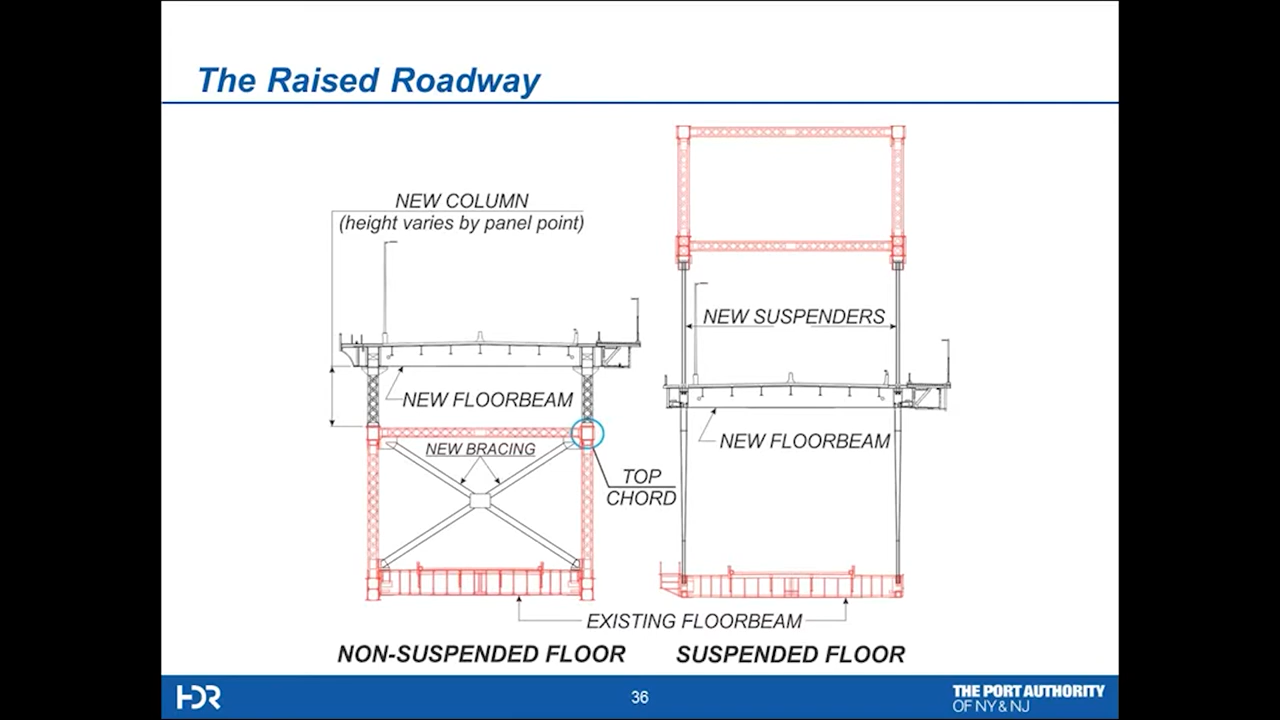 The Raised Roadway
NEW COLUMN
(height varies by panel point)
NEW SUSPENDERS
NEW FLOORBEAM
NEW FLOORBEAM
NEW BRACING
TOP
CHORD
EXISTING FLOORBEAM
NON-SUSPENDED FLOOR
SUSPENDED FLOOR
HDR
36
THE PORT AUTHORITY
OF NY & NJ